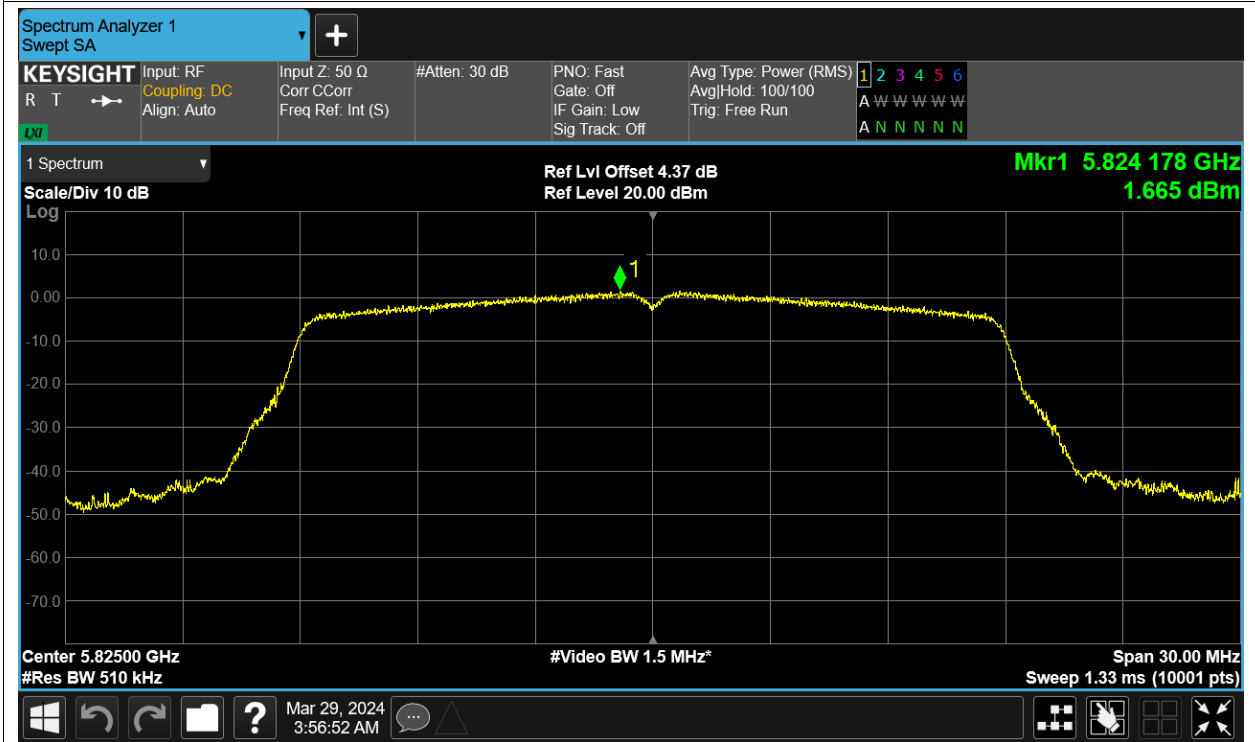 Spectrum Analyzer 1
Swept SA
KEYSIGHT
R T
LXI
Input: RF
Coupling: DC
Align: Auto
Input Z: 50 Ω
Corr CCorr
Freq Ref: Int (S)
#Atten: 30 dB
PNO: Fast
Gate: Off
IF Gain: Low
Sig Track: Off
Avg Type: Power (RMS)
Avg|Hold: 100/100
Trig: Free Run
1 2 3 4 5 6
A W W W W W
A N N N N N
1 Spectrum
Scale/Div 10 dB
Log
Ref Lvl Offset 4.37 dB
Ref Level 20.00 dBm
Mkr1 5.824 178 GHz
1.665 dBm
10.0
1
0.00
-10.0
-20.0
-30.0
-40.0
-50.0
-60.0
-70.0
Center 5.82500 GHz
#Res BW 510 kHz
#Video BW 1.5 MHz*
Span 30.00 MHz
Sweep 1.33 ms (10001 pts)
?
Mar 29, 2024
3:56:52 AM